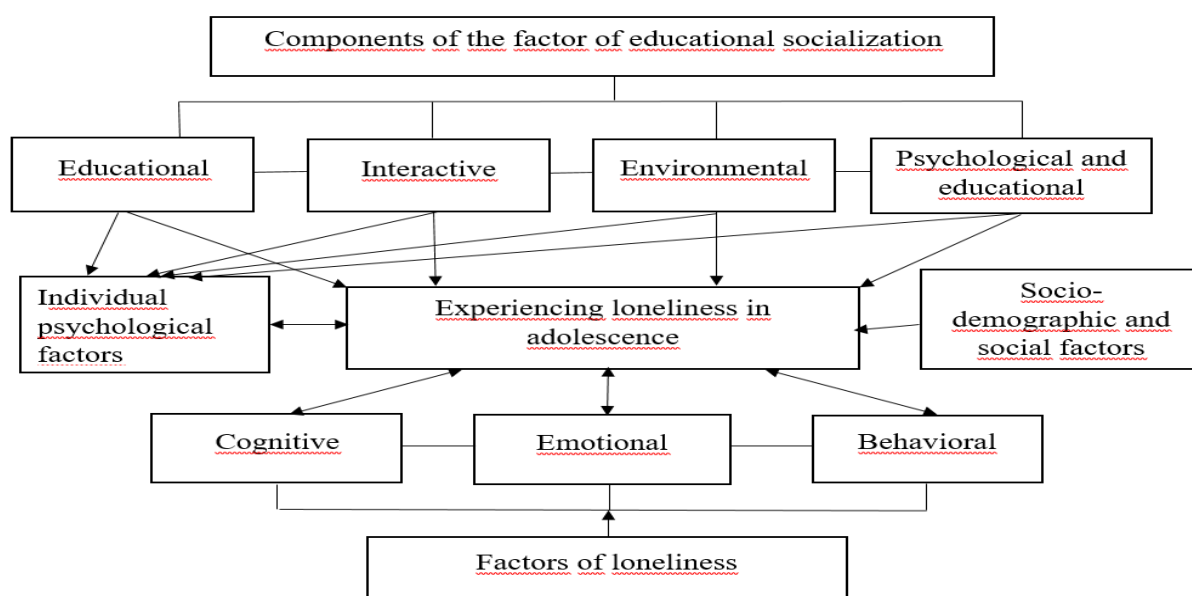 Components of the factor of educational socialization
Educational
Interactive
Environmental
Psychological and
educational
Individual
psychological
factors
Experiencing loneliness in
adolescence
Socio-
demographic and
social factors
Cognitive
Emotional
Behavioral
Factors of loneliness